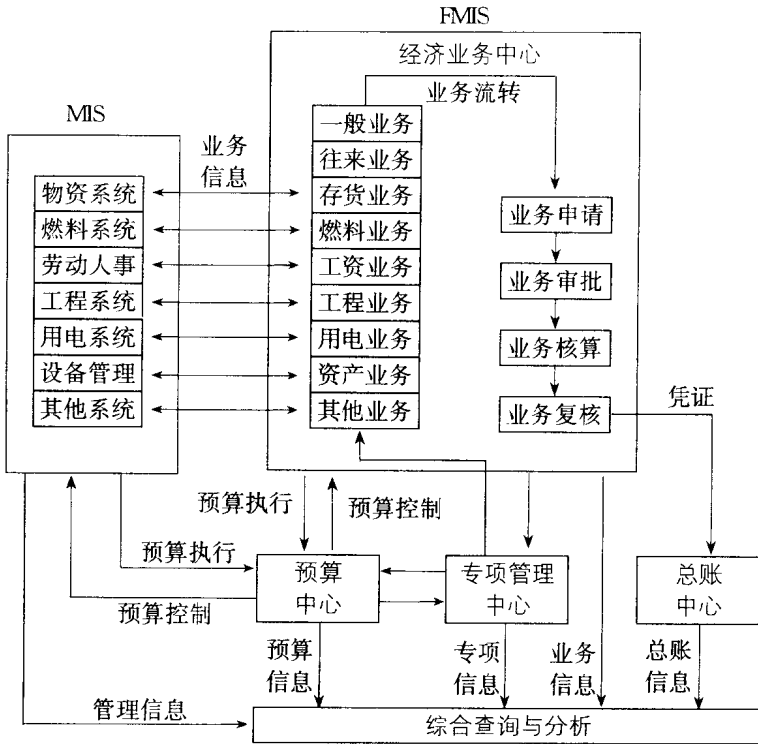 FMIS
经济业务中心
业务流转
MIS
业务
信息
物资系统
燃料系统
劳动人事
工程系统
用电系统
设备管理
其他系统
一般业务
往来业务
存货业务
燃料业务
工资业务
工程业务
用电业务
资产业务
其他业务
业务申请
业务审批
业务核算
业务复核
凭证
预算执行
预算控制
预算执行
预算控制
预算
中心
专项管理
中心
总账
中心
预算
信息
专项
信息
业务
信息
总账
信息
管理信息
综合查询与分析